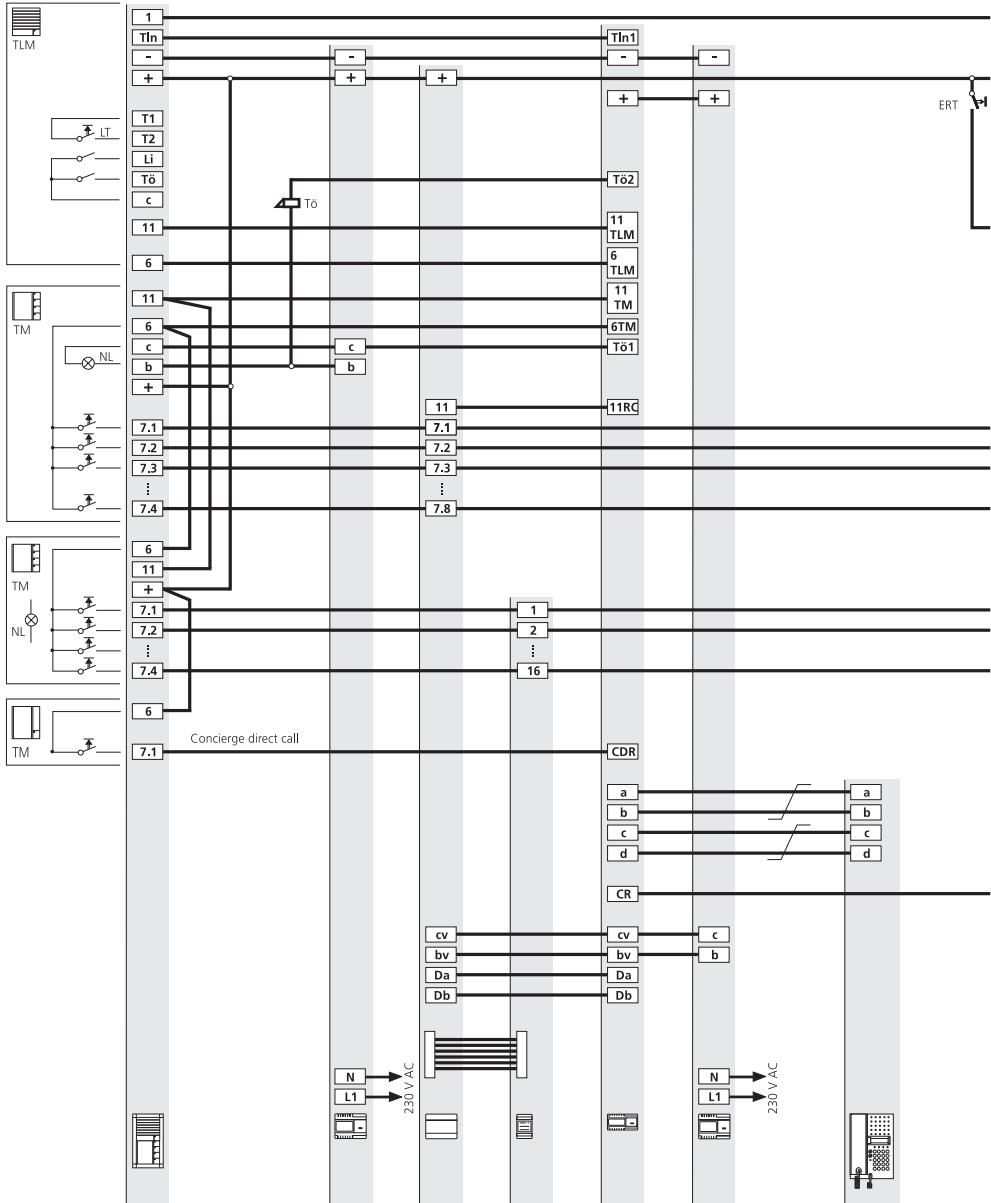 1
TLM
Tln Tln1
- - - -
+ + +
+ +
ERT
T1
LT
T2
Li
Tö Tö2
c
Tö
11 11
TLM
6 6
TLM
11 11
TM
TM
6 6TM
c c Tö1
NL
b b
+
11 11RC
7.1 7.1
7.2 7.2
7.3 7.3
7.4 7.8
6
11
TM
+
7.1 1
NL
7.2 2
7.4 16
6
Concierge direct call
TM
7.1 CDR
a a
b b
c c
d d
CR
cv cv c
bv bv b
Da Da
Db Db
N N
L1 L1
230 V AC 230 V AC